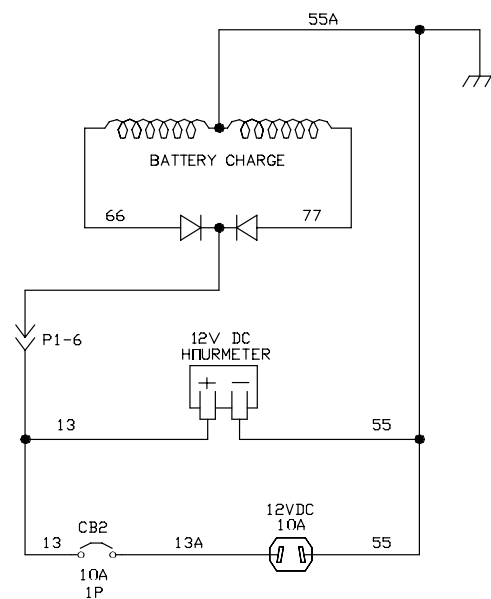 55A
BATTERY CHARGE
66
77
P1-6
12V DC
HOURMETER
+ −
13
55
12VDC
10A
CB2
13
13A
55
10A
1P